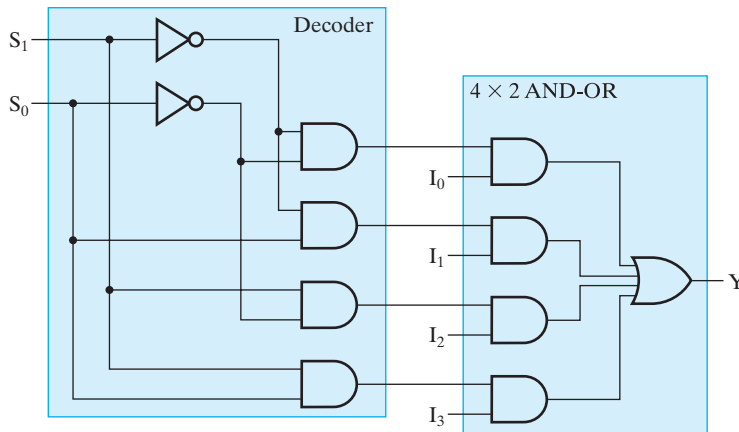 Decoder
S1
S0
4 × 2 AND-OR
I0
I1
Y
I2
I3